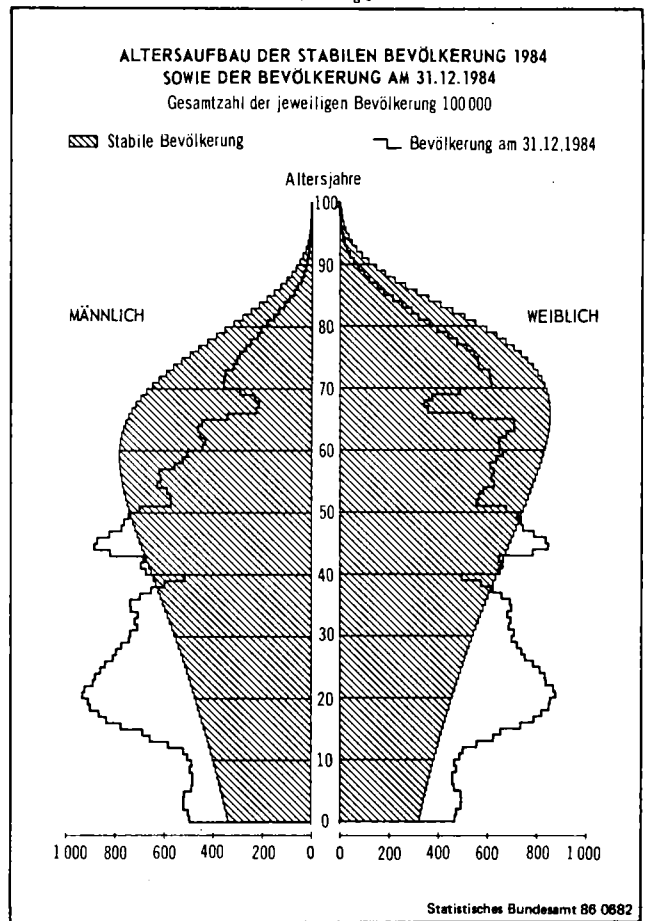 ALTERSAUFBAU DER STABILEN BEVÖLKERUNG 1984
SOWIE DER BEVÖLKERUNG AM 31.12.1984
Gesamtzahl der jeweiligen Bevölkerung 100 000
Stabile Bevölkerung
Bevölkerung am 31.12.1984
Altersjahre
100
90
MÄNNLICH
WEIBLICH
80
70
60
50
40
30
20
10
0
1 000 800 600 400 200 0 0 200 400 600 800 1 000
Statistisches Bundesamt 86 0682